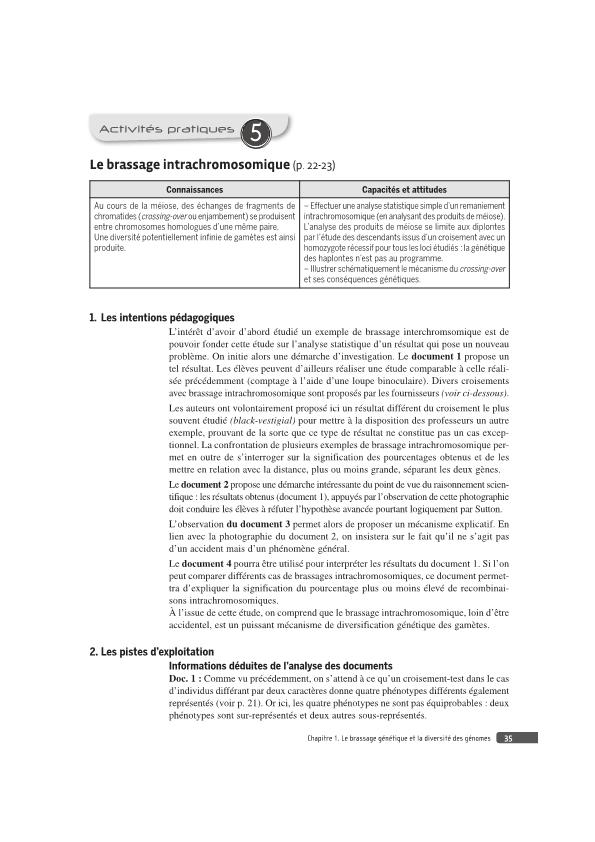 Activités pratiques 5
Le brassage intrachromosomique (p. 22-23)
Connaissances
Au cours de la méiose, des échanges de fragments de
chromatides (crossing-over ou enjambement) se produisent
entre chromosomes homologues d'une même paire.
Une diversité potentiellement infinie de gamètes est ainsi
produite.
Capacités et attitudes
– Effectuer une analyse statistique simple d'un remaniement
intrachromosomique (en analysant des produits de méiose).
L'analyse des produits de méiose se limite aux diplontes
par l'étude des descendants issus d'un croisement avec un
homozygote récessif pour tous les loci étudiés : la génétique
des haplontes n'est pas au programme.
– Illustrer schématiquement le mécanisme du crossing-over
et ses conséquences génétiques.
1. Les intentions pédagogiques
L'intérêt d'avoir d'abord étudié un exemple de brassage interchromsomique est de
pouvoir fonder cette étude sur l'analyse statistique d'un résultat qui pose un nouveau
problème. On initie alors une démarche d'investigation. Le document 1 propose un
tel résultat. Les élèves peuvent d'ailleurs réaliser une étude comparable à celle réali-
sée précédemment (comptage à l'aide d'une loupe binoculaire). Divers croisements
avec brassage intrachromosomique sont proposés par les fournisseurs (voir ci-dessous).
Les auteurs ont volontairement proposé ici un résultat différent du croisement le plus
souvent étudié (black-vestigial) pour mettre à la disposition des professeurs un autre
exemple, prouvant de la sorte que ce type de résultat ne constitue pas un cas excep-
tionnel. La confrontation de plusieurs exemples de brassage intrachromosomique per-
met en outre de s'interroger sur la signification des pourcentages obtenus et de les
mettre en relation avec la distance, plus ou moins grande, séparant les deux gènes.
Le document 2 propose une démarche intéressante du point de vue du raisonnement scien-
tifique : les résultats obtenus (document 1), appuyés par l'observation de cette photographie
doit conduire les élèves à réfuter l'hypothèse avancée pourtant logiquement par Sutton.
L'observation du document 3 permet alors de proposer un mécanisme explicatif. En
lien avec la photographie du document 2, on insistera sur le fait qu'il ne s'agit pas
d'un accident mais d'un phénomène général.
Le document 4 pourra être utilisé pour interpréter les résultats du document 1. Si l'on
peut comparer différents cas de brassages intrachromosomiques, ce document permet-
tra d'expliquer la signification du pourcentage plus ou moins élevé de recombinai-
sons intrachromosomiques.
À l'issue de cette étude, on comprend que le brassage intrachromosomique, loin d'être
accidentel, est un puissant mécanisme de diversification génétique des gamètes.
2. Les pistes d'exploitation
Informations déduites de l'analyse des documents
Doc. 1 : Comme vu précédemment, on s'attend à ce qu'un croisement-test dans le cas
d'individus différant par deux caractères donne quatre phénotypes différents également
représentés (voir p. 21). Or ici, les quatre phénotypes ne sont pas équiprobables : deux
phénotypes sont sur-représentés et deux autres sous-représentés.
Chapitre 1. Le brassage génétique et la diversité des génomes 35